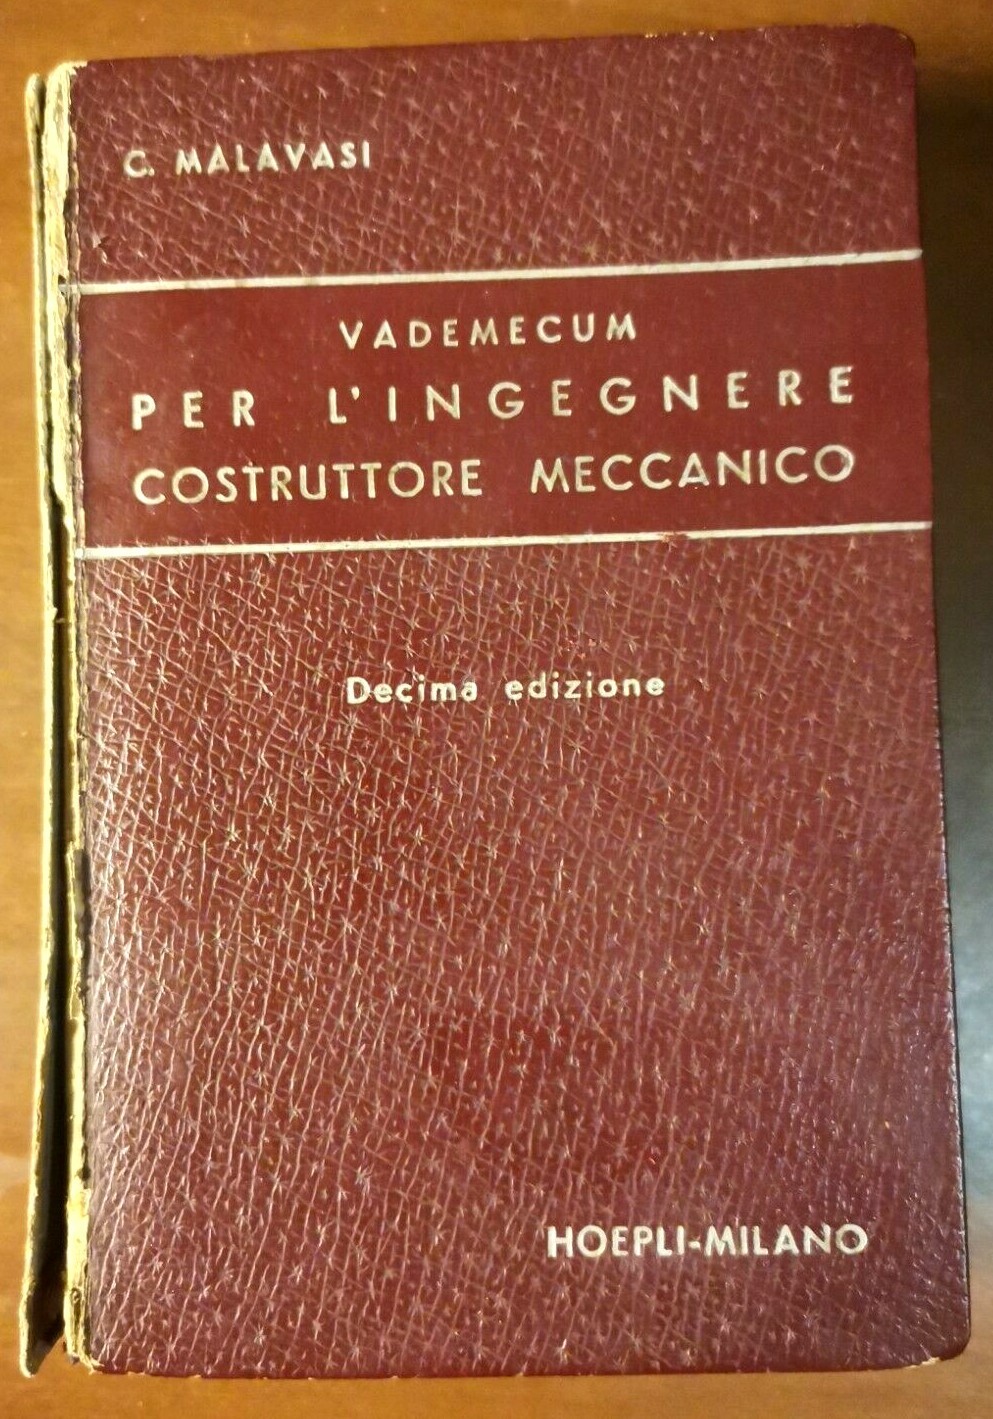 C. MALAVASI
VADEMECUM
PER L'INGEGNERE
COSTRUTTORE MECCANICO
Decima edizione
HOEPLI-MILANO